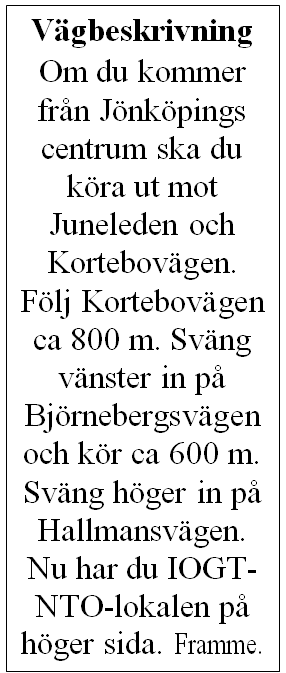 Vägbeskrivning
Om du kommer
från Jönköpings
centrum ska du
köra ut mot
Juneleden och
Kortebovägen.
Följ Kortebovägen
ca 800 m. Sväng
vänster in på
Björnebergsvägen
och kör ca 600 m.
Sväng höger in på
Hallmansvägen.
Nu har du IOGT-
NTO-lokalen på
höger sida. Framme.